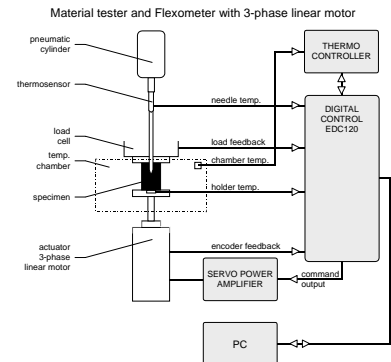 Material tester and Flexometer with 3-phase linear motor
pneumatic
cylinder
thermosensor
load
cell
temp.
chamber
specimen
actuator
3-phase
linear motor
needle temp.
load feedback
chamber temp.
holder temp.
encoder feedback
THERMO
CONTROLLER
DIGITAL
CONTROL
EDC120
SERVO POWER
AMPLIFIER
command
output
PC